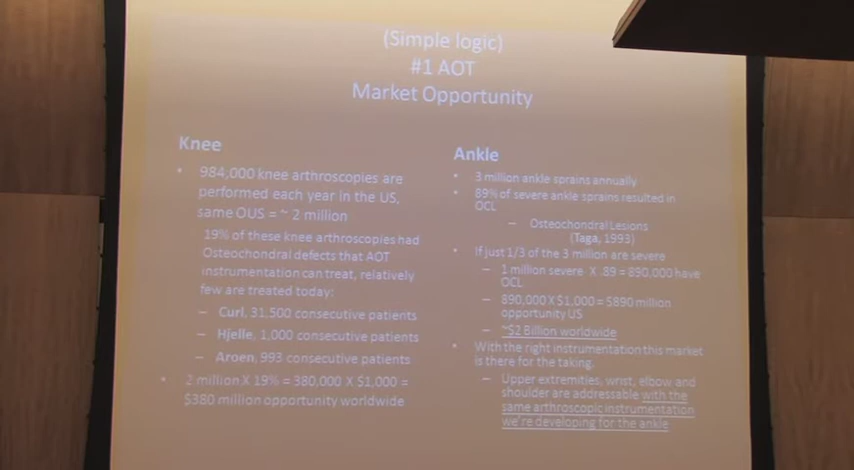 (Simple logic)
#1 AOT
Market Opportunity
Knee
• 984,000 knee arthroscopies are
performed each year in the US,
same OUS = ~ 2 million
19% of these knee arthroscopies had
Osteochondral defects that AOT
instrumentation can treat, relatively
few are treated today:
– Curl, 31,500 consecutive patients
– Hjelle, 1,000 consecutive patients
– Aroen, 993 consecutive patients
• 2 million X 19% = 380,000 X $1,000 =
$380 million opportunity worldwide
Ankle
• 3 million ankle sprains annually
• 89% of severe ankle sprains resulted in
OCL
– Osteochondral Lesions
(Taga, 1993)
• If just 1/3 of the 3 million are severe
– 1 million severe X .89 = 890,000 have
OCL
– 890,000 X $1,000 = $890 million
opportunity US
– ~$2 Billion worldwide
• With the right instrumentation this market
is there for the taking.
– Upper extremities, wrist, elbow and
shoulder are addressable with the
same arthroscopic instrumentation
we're developing for the ankle